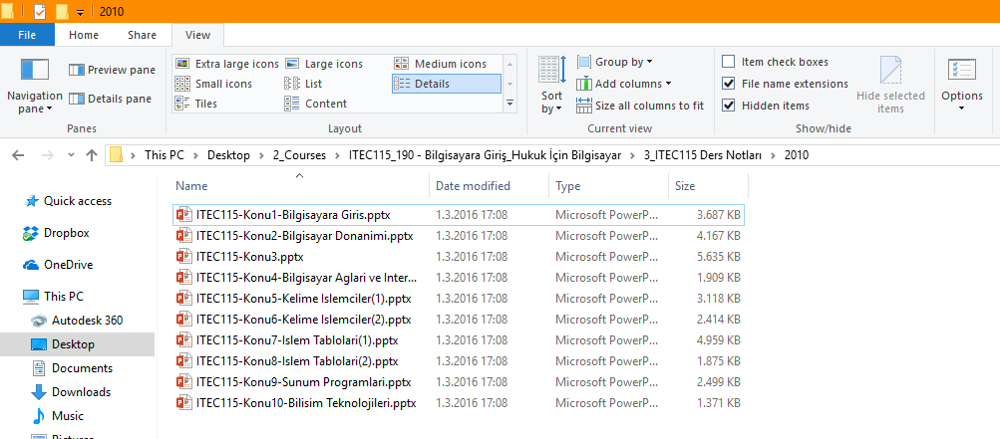 2010
File Home Share View
Extra large icons Large icons Medium icons
Small icons List Details
Tiles Content
Preview pane
Details pane
Navigation pane
Sort by
Group by
Add columns
Size all columns to fit
Item check boxes
File name extensions
Hidden items
Hide selected items
Options
Panes Layout Current view Show/hide
This PC Desktop 2_Courses ITEC115_190 - Bilgisayara Giriş_Hukuk İçin Bilgisayar 3_ITEC115 Ders Notları 2010
Quick access
Dropbox
OneDrive
This PC
Autodesk 360
Desktop
Documents
Downloads
Music
Name Date modified Type Size
ITEC115-Konu1-Bilgisayara Giris.pptx 1.3.2016 17:08 Microsoft PowerP... 3.687 KB
ITEC115-Konu2-Bilgisayar Donanimi.pptx 1.3.2016 17:08 Microsoft PowerP... 4.167 KB
ITEC115-Konu3.pptx 1.3.2016 17:08 Microsoft PowerP... 5.635 KB
ITEC115-Konu4-Bilgisayar Aglari ve Inter... 1.3.2016 17:08 Microsoft PowerP... 1.909 KB
ITEC115-Konu5-Kelime Islemciler(1).pptx 1.3.2016 17:08 Microsoft PowerP... 3.118 KB
ITEC115-Konu6-Kelime Islemciler(2).pptx 1.3.2016 17:08 Microsoft PowerP... 2.414 KB
ITEC115-Konu7-Islem Tablolari(1).pptx 1.3.2016 17:08 Microsoft PowerP... 4.959 KB
ITEC115-Konu8-Islem Tablolari(2).pptx 1.3.2016 17:08 Microsoft PowerP... 1.875 KB
ITEC115-Konu9-Sunum Programlari.pptx 1.3.2016 17:08 Microsoft PowerP... 2.499 KB
ITEC115-Konu10-Bilisim Teknolojileri.pptx 1.3.2016 17:08 Microsoft PowerP... 1.371 KB